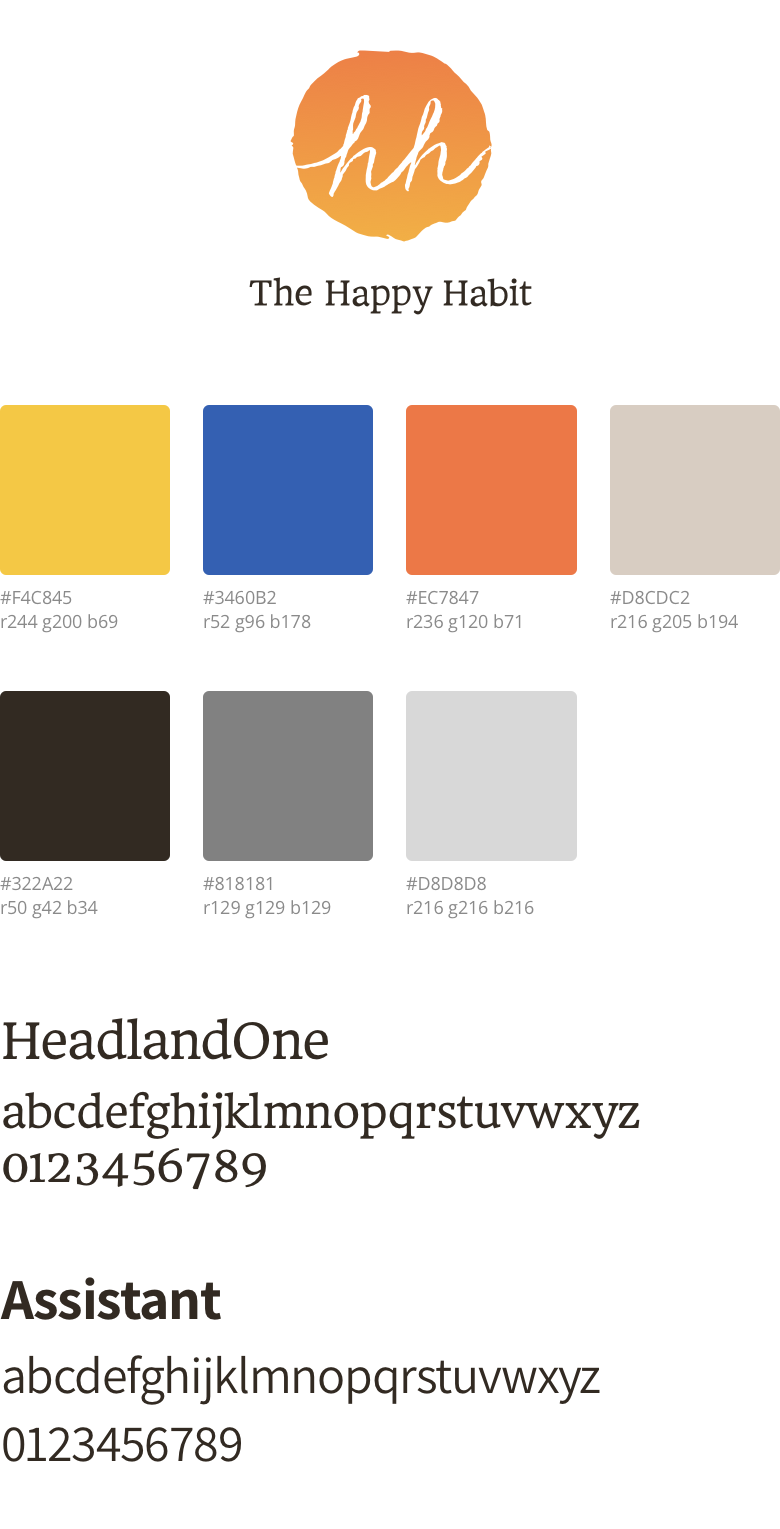 hh
The Happy Habit
#F4C845 #3460B2 #EC7847 #D8CDC2
r244 g200 b69 r52 g96 b178 r236 g120 b71 r216 g205 b194
#322A22 #818181 #D8D8D8
r50 g42 b34 r129 g129 b129 r216 g216 b216
HeadlandOne
abcdefghijklmnopqrstuvwxyz
0123456789
Assistant
abcdefghijklmnopqrstuvwxyz
0123456789